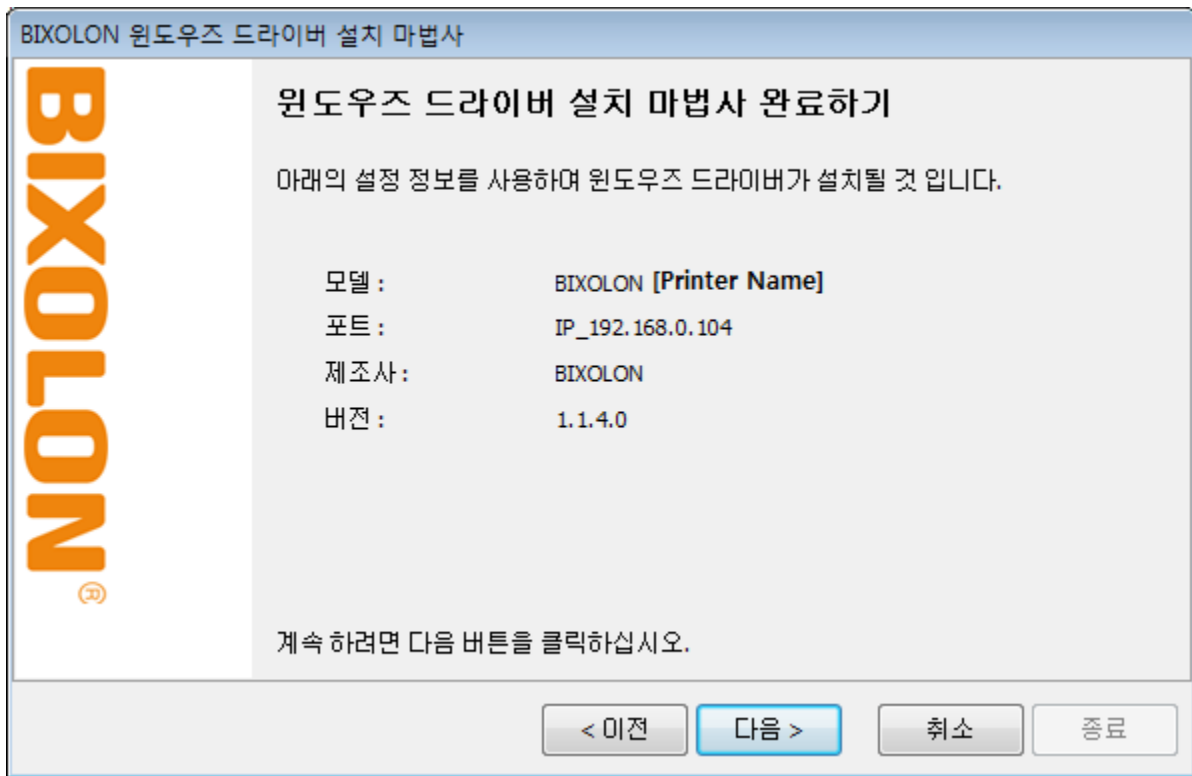 BIXOLON 윈도우즈 드라이버 설치 마법사
BIXOLON®
윈도우즈 드라이버 설치 마법사 완료하기
아래의 설정 정보를 사용하여 윈도우즈 드라이버가 설치될 것 입니다.
모델 : BIXOLON [Printer Name]
포트 : IP_192.168.0.104
제조사 : BIXOLON
버전 : 1.1.4.0
계속 하려면 다음 버튼을 클릭하십시오.
< 이전 다음 > 취소 종료